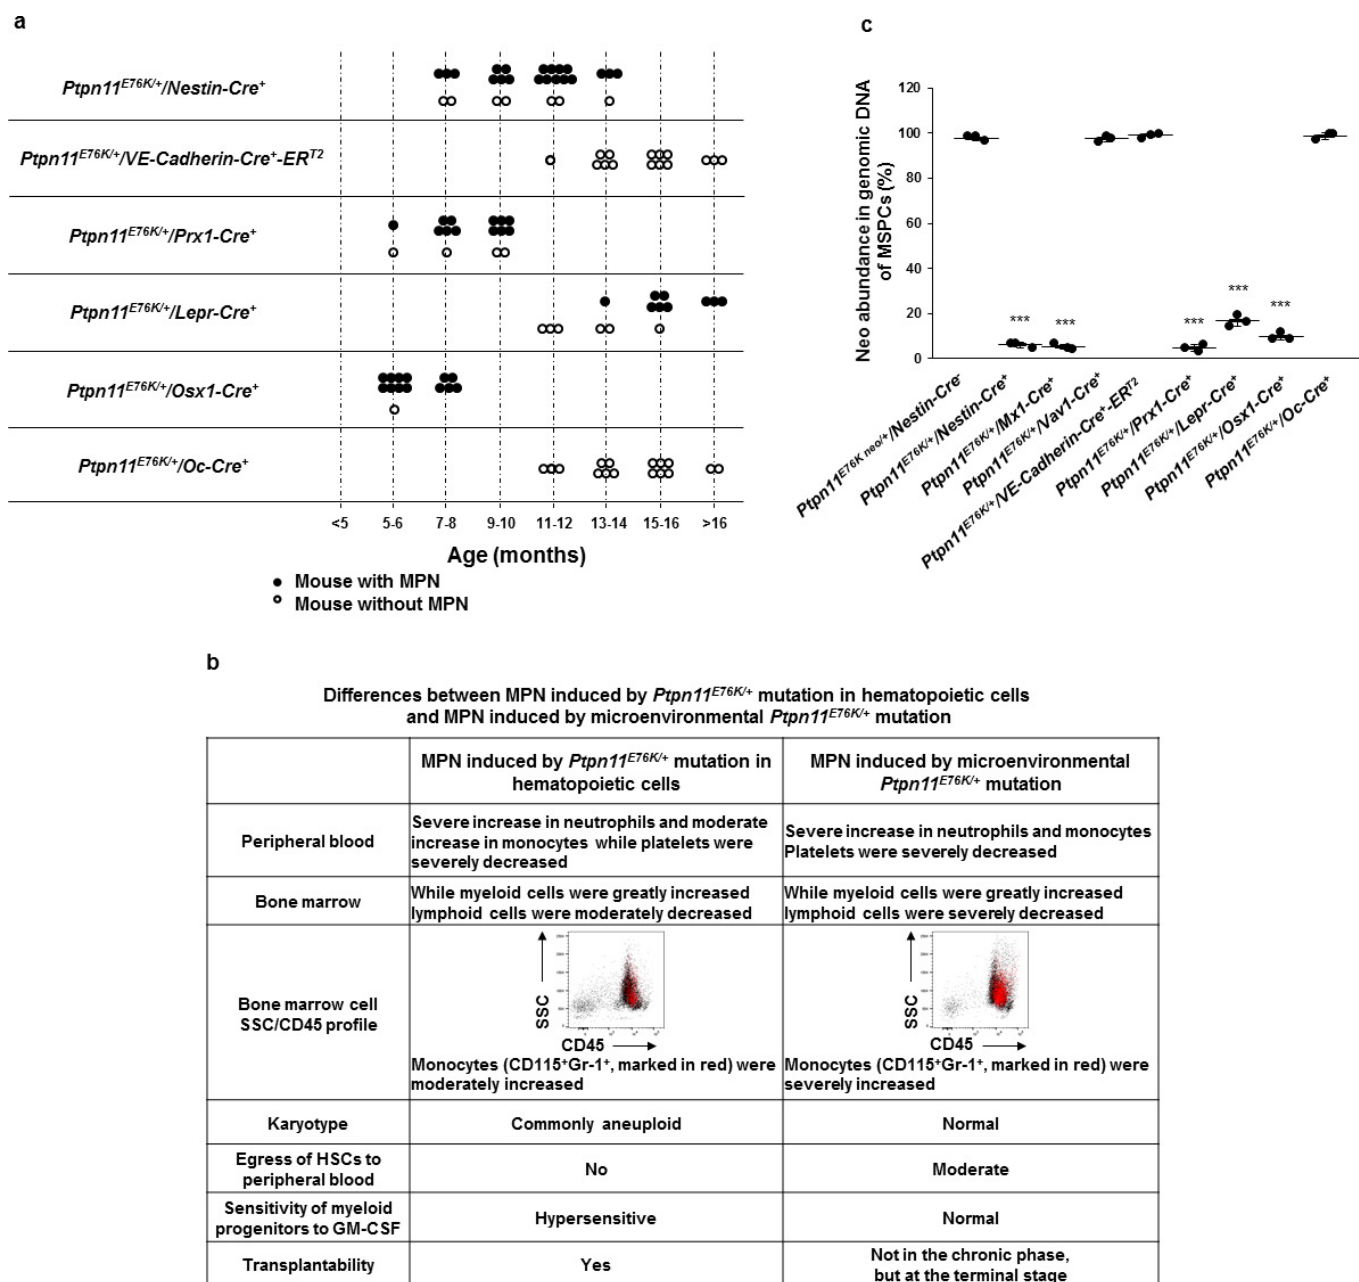 a
Ptpn11E76K/+/Nestin-Cre+
Ptpn11E76K/+/VE-Cadherin-Cre+-ERT2
Ptpn11E76K/+/Prx1-Cre+
Ptpn11E76K/+/Lepr-Cre+
Ptpn11E76K/+/Osx1-Cre+
Ptpn11E76K/+/Oc-Cre+
<5 5-6 7-8 9-10 11-12 13-14 15-16 >16
Age (months)
Mouse with MPN
Mouse without MPN
c
Neo abundance in genomic DNA
of MSPCs (%)
120
100
80
60
40
20
0
*** *** *** *** ***
Ptpn11E76K neo/+/Nestin-Cre-
Ptpn11E76K/+/Nestin-Cre+
Ptpn11E76K/+/Mx1-Cre+
Ptpn11E76K/+/Vav1-Cre+
Ptpn11E76K/+/VE-Cadherin-Cre+-ERT2
Ptpn11E76K/+/Prx1-Cre+
Ptpn11E76K/+/Lepr-Cre+
Ptpn11E76K/+/Osx1-Cre+
Ptpn11E76K/+/Oc-Cre+
b
Differences between MPN induced by Ptpn11E76K/+ mutation in hematopoietic cells
and MPN induced by microenvironmental Ptpn11E76K/+ mutation
MPN induced by Ptpn11E76K/+ mutation in
hematopoietic cells
MPN induced by microenvironmental
Ptpn11E76K/+ mutation
Peripheral blood
Severe increase in neutrophils and moderate
increase in monocytes while platelets were
severely decreased
Severe increase in neutrophils and monocytes
Platelets were severely decreased
Bone marrow
While myeloid cells were greatly increased
lymphoid cells were moderately decreased
While myeloid cells were greatly increased
lymphoid cells were severely decreased
Bone marrow cell
SSC/CD45 profile
SSC
CD45
Monocytes (CD115+Gr-1+, marked in red) were
moderately increased
SSC
CD45
Monocytes (CD115+Gr-1+, marked in red) were
severely increased
Karyotype
Commonly aneuploid
Normal
Egress of HSCs to
peripheral blood
No
Moderate
Sensitivity of myeloid
progenitors to GM-CSF
Hypersensitive
Normal
Transplantability
Yes
Not in the chronic phase,
but at the terminal stage